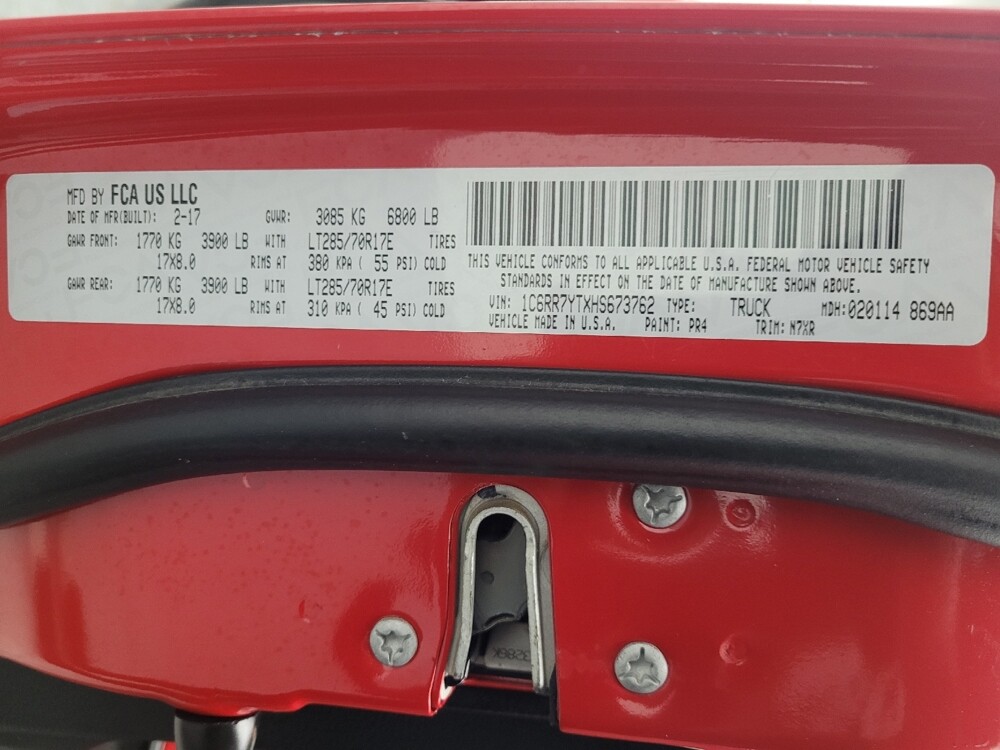 MFD BY FCA US LLC
DATE OF MFR(BUILT): 2-17 GVWR: 3085 KG 6800 LB
GAWR FRONT: 1770 KG 3900 LB WITH LT285/70R17E TIRES
17X8.0 RIMS AT 380 KPA ( 55 PSI) COLD
GAWR REAR: 1770 KG 3900 LB WITH LT285/70R17E TIRES
17X8.0 RIMS AT 310 KPA ( 45 PSI) COLD
THIS VEHICLE CONFORMS TO ALL APPLICABLE U.S.A. FEDERAL MOTOR VEHICLE SAFETY
STANDARDS IN EFFECT ON THE DATE OF MANUFACTURE SHOWN ABOVE.
VIN: 1C6RR7YTXHS673762 TYPE: TRUCK MDH:020114 869AA
VEHICLE MADE IN U.S.A. PAINT: PR4 TRIM: N7XR